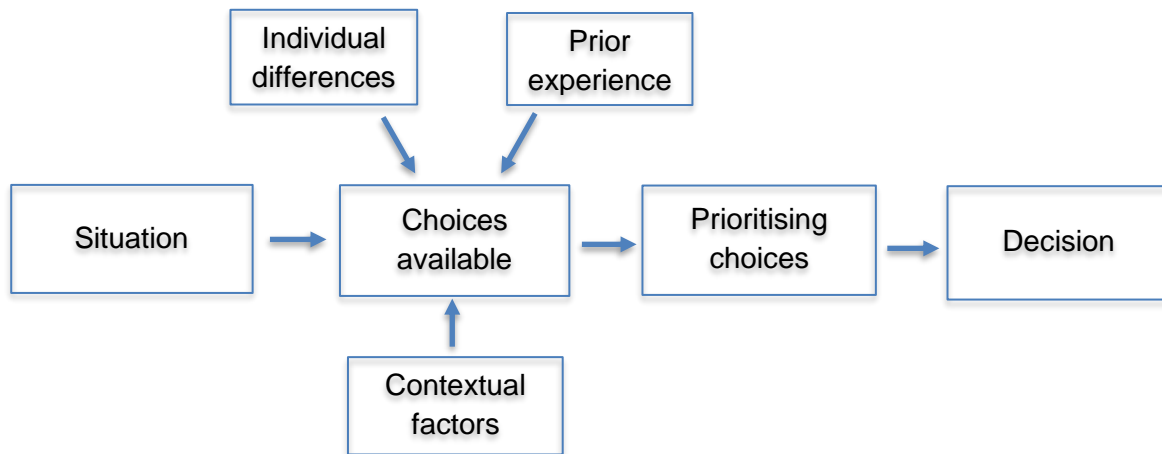 Individual
differences
Prior
experience
Situation
Choices
available
Prioritising
choices
Decision
Contextual
factors